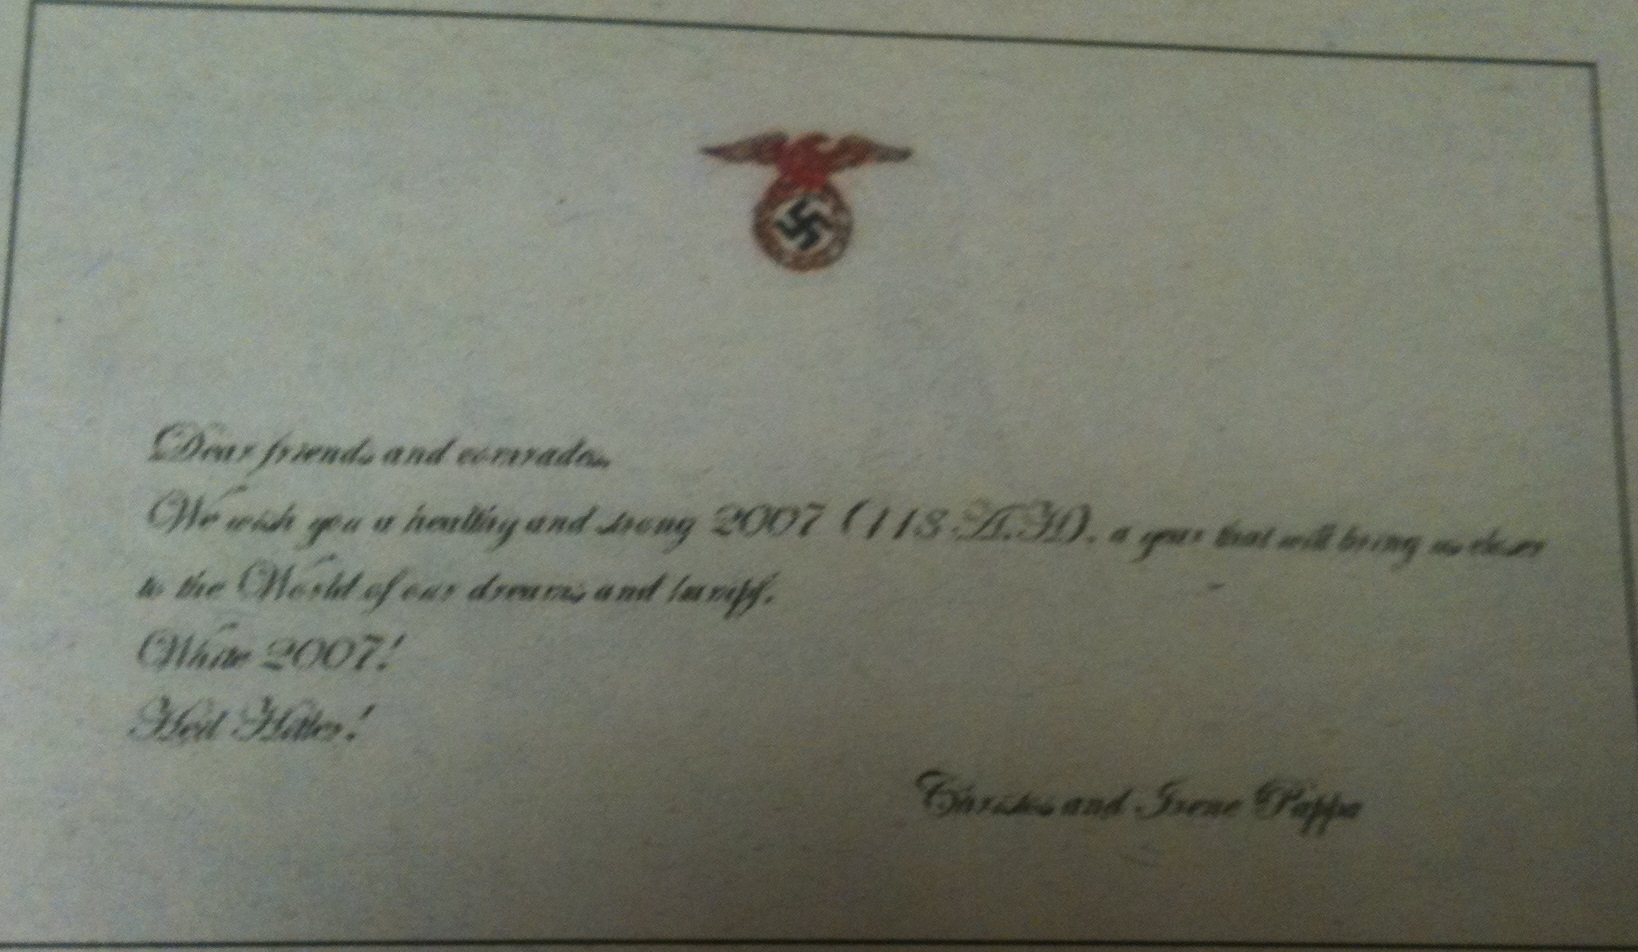 Dear friends and comrades,
We wish you a healthy and strong 2007 (118 A.H), a year that will bring us closer
to the World of our dreams and
White 2007!
Heil Hitler!
Christos and Irene Pappa